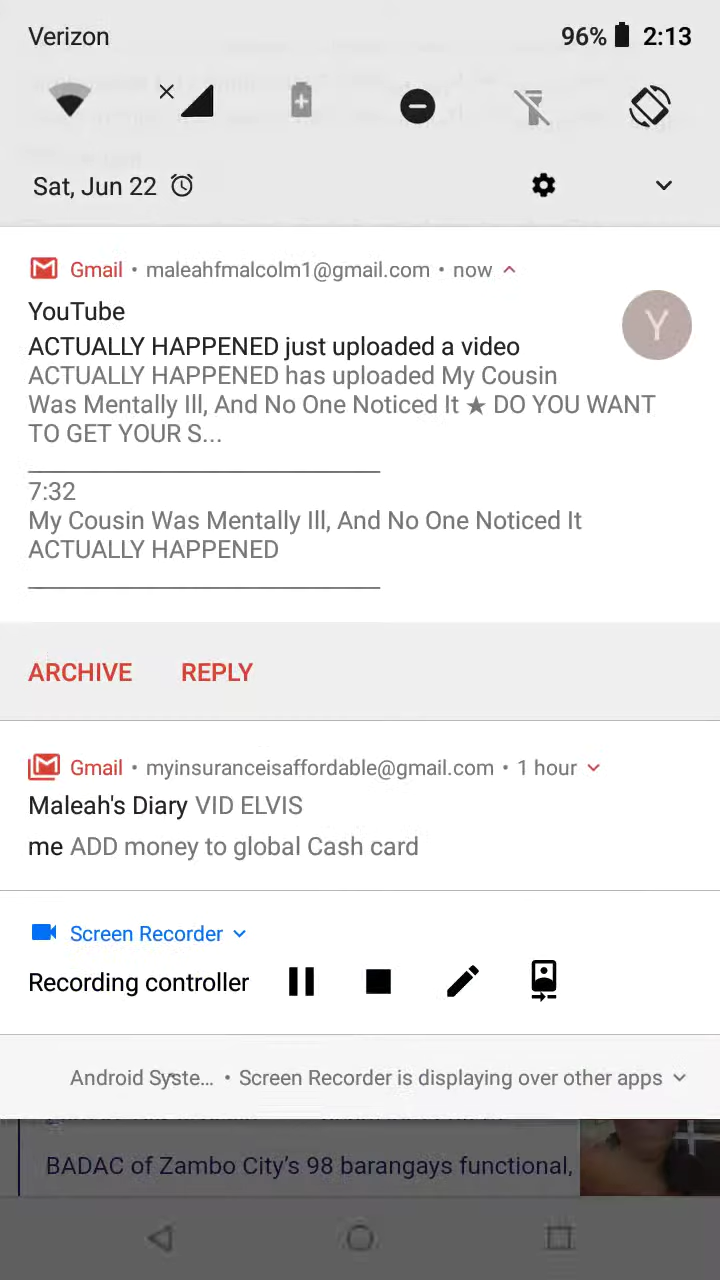 Verizon 96% 2:13
Sat, Jun 22
Gmail • maleahfmalcolm1@gmail.com • now
YouTube
Y
ACTUALLY HAPPENED just uploaded a video
ACTUALLY HAPPENED has uploaded My Cousin
Was Mentally Ill, And No One Noticed It ★ DO YOU WANT
TO GET YOUR S...
7:32
My Cousin Was Mentally Ill, And No One Noticed It
ACTUALLY HAPPENED
ARCHIVE REPLY
Gmail • myinsuranceisaffordable@gmail.com • 1 hour
Maleah's Diary VID ELVIS
me ADD money to global Cash card
Screen Recorder
Recording controller
Android Syste... • Screen Recorder is displaying over other apps
BADAC of Zambo City's 98 barangays functional,